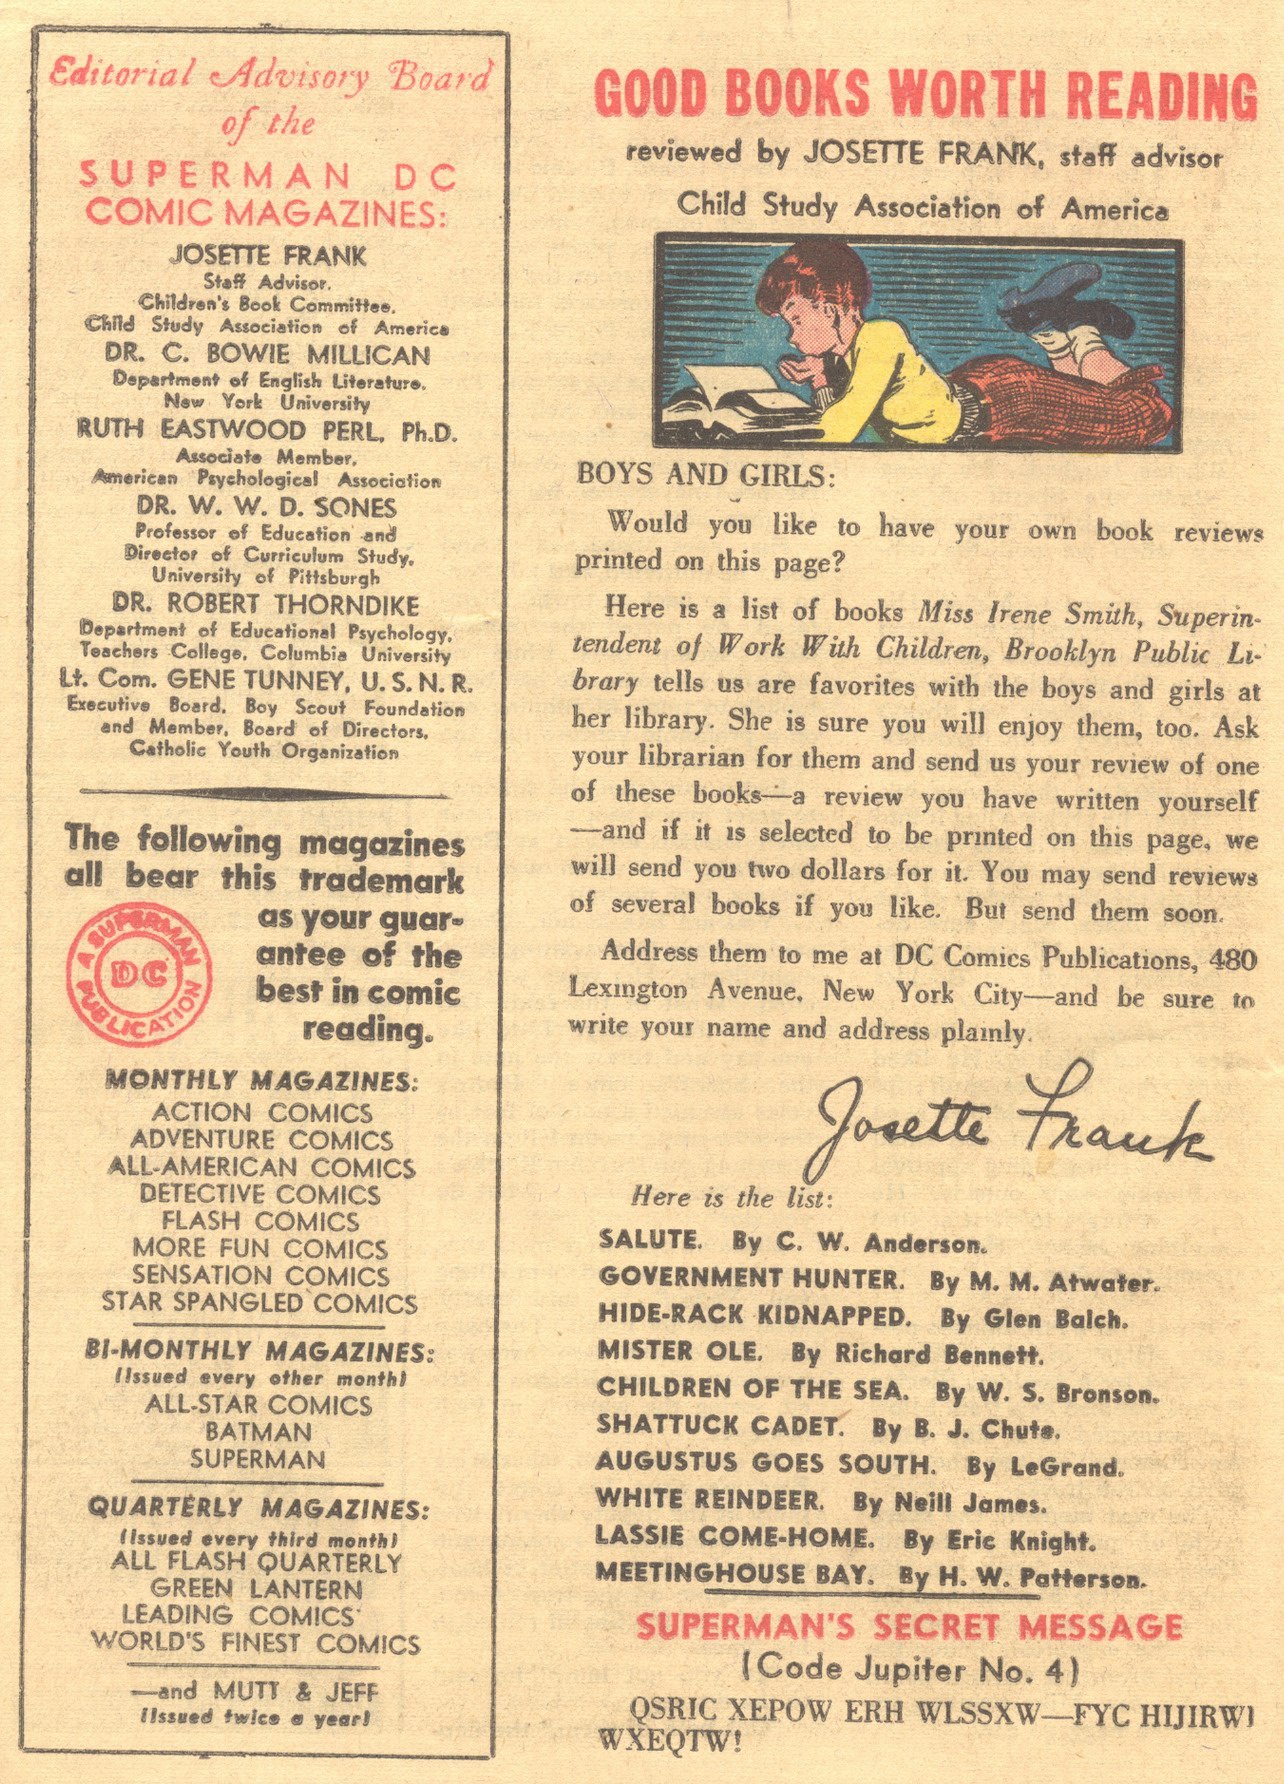 Editorial Advisory Board
of the
SUPERMAN DC
COMIC MAGAZINES:
JOSETTE FRANK
Staff Advisor,
Children's Book Committee,
Child Study Association of America
DR. C. BOWIE MILLICAN
Department of English Literature,
New York University
RUTH EASTWOOD PERL, Ph.D.
Associate Member,
American Psychological Association
DR. W. W. D. SONES
Professor of Education and
Director of Curriculum Study,
University of Pittsburgh
DR. ROBERT THORNDIKE
Department of Educational Psychology,
Teachers College, Columbia University
Lt. Com. GENE TUNNEY, U. S. N. R.
Executive Board, Boy Scout Foundation
and Member, Board of Directors,
Catholic Youth Organization
The following magazines
all bear this trademark
as your guar-
antee of the
best in comic
reading.
A SUPERMAN
DC
PUBLICATION
MONTHLY MAGAZINES:
ACTION COMICS
ADVENTURE COMICS
ALL-AMERICAN COMICS
DETECTIVE COMICS
FLASH COMICS
MORE FUN COMICS
SENSATION COMICS
STAR SPANGLED COMICS
BI-MONTHLY MAGAZINES:
(Issued every other month)
ALL-STAR COMICS
BATMAN
SUPERMAN
QUARTERLY MAGAZINES:
(Issued every third month)
ALL FLASH QUARTERLY
GREEN LANTERN
LEADING COMICS
WORLD'S FINEST COMICS
—and MUTT & JEFF
(Issued twice a year)
GOOD BOOKS WORTH READING
reviewed by JOSETTE FRANK, staff advisor
Child Study Association of America
BOYS AND GIRLS:
Would you like to have your own book reviews
printed on this page?
Here is a list of books Miss Irene Smith, Superin-
tendent of Work With Children, Brooklyn Public Li-
brary tells us are favorites with the boys and girls at
her library. She is sure you will enjoy them, too. Ask
your librarian for them and send us your review of one
of these books—a review you have written yourself
—and if it is selected to be printed on this page, we
will send you two dollars for it. You may send reviews
of several books if you like. But send them soon.
Address them to me at DC Comics Publications, 480
Lexington Avenue, New York City—and be sure to
write your name and address plainly.
Josette Frank
Here is the list:
SALUTE. By C. W. Anderson.
GOVERNMENT HUNTER. By M. M. Atwater.
HIDE-RACK KIDNAPPED. By Glen Balch.
MISTER OLE. By Richard Bennett.
CHILDREN OF THE SEA. By W. S. Bronson.
SHATTUCK CADET. By B. J. Chute.
AUGUSTUS GOES SOUTH. By LeGrand.
WHITE REINDEER. By Neill James.
LASSIE COME-HOME. By Eric Knight.
MEETINGHOUSE BAY. By H. W. Patterson.
SUPERMAN'S SECRET MESSAGE
(Code Jupiter No. 4)
QSRIC XEPOW ERH WLSSXW—FYC HIJIRWI
WXEQTW!